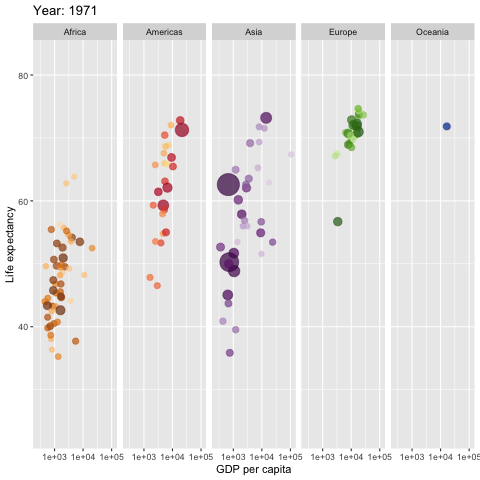 Year: 1971
Africa Americas Asia Europe Oceania
80
60
40
Life expectancy
1e+03 1e+04 1e+05 1e+03 1e+04 1e+05 1e+03 1e+04 1e+05 1e+03 1e+04 1e+05 1e+03 1e+04 1e+05
GDP per capita